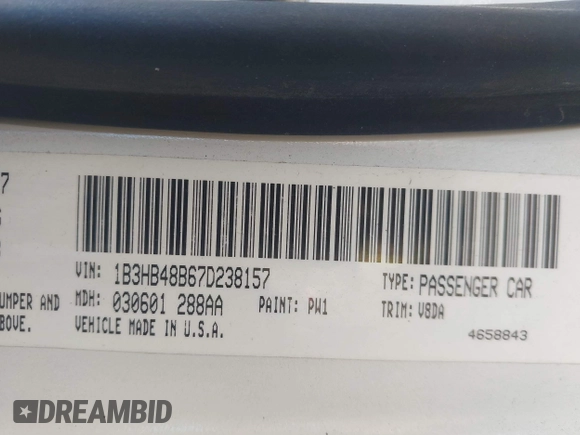 7
VIN: 1B3HB48B67D238157
TYPE: PASSENGER CAR
UMPER AND
MDH: 030601 288AA
PAINT: PW1
TRIM: V8DA
BOVE.
VEHICLE MADE IN U.S.A.
4658843
DREAMBID